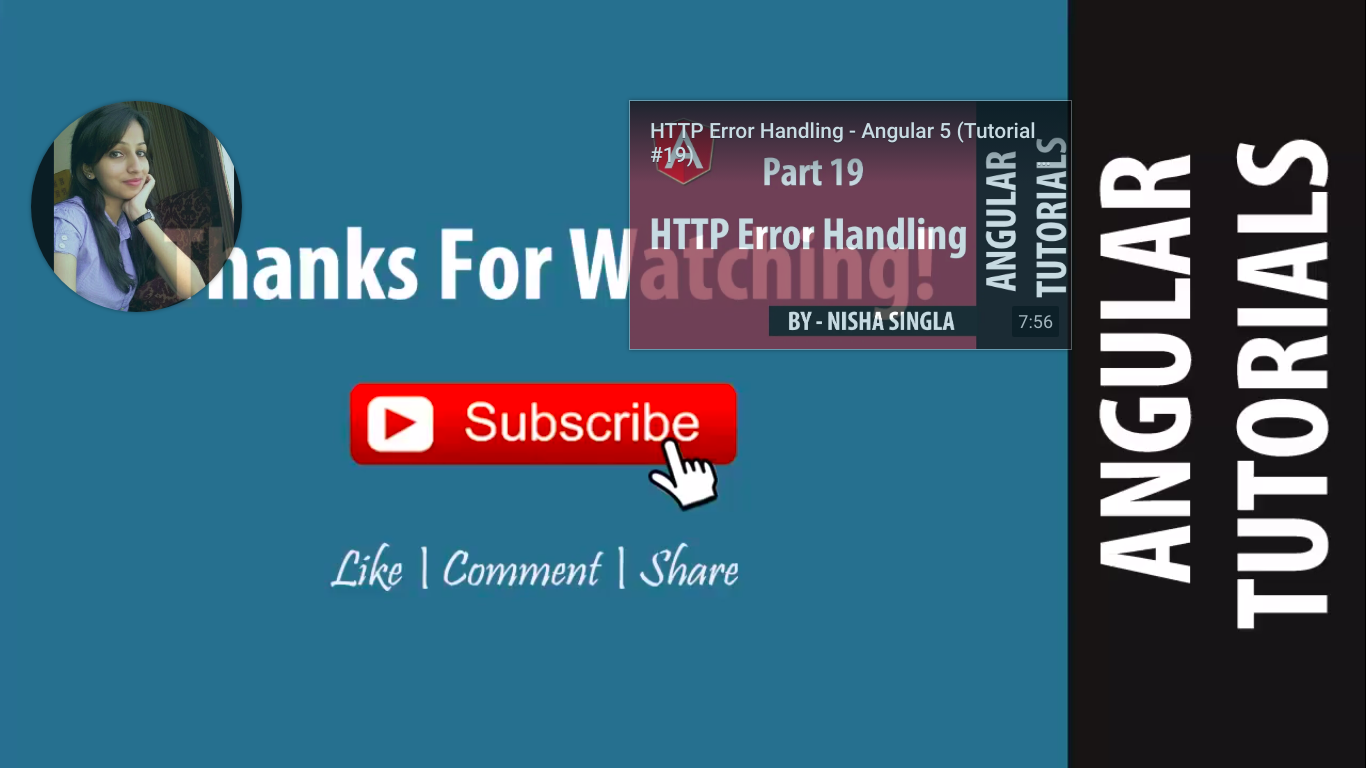 HTTP Error Handling - Angular 5 (Tutorial
#19)
Part 19
HTTP Error Handling
ANGULAR
TUTORIALS
BY - NISHA SINGLA
7:56
Thanks For Watching!
Subscribe
Like | Comment | Share
ANGULAR
TUTORIALS